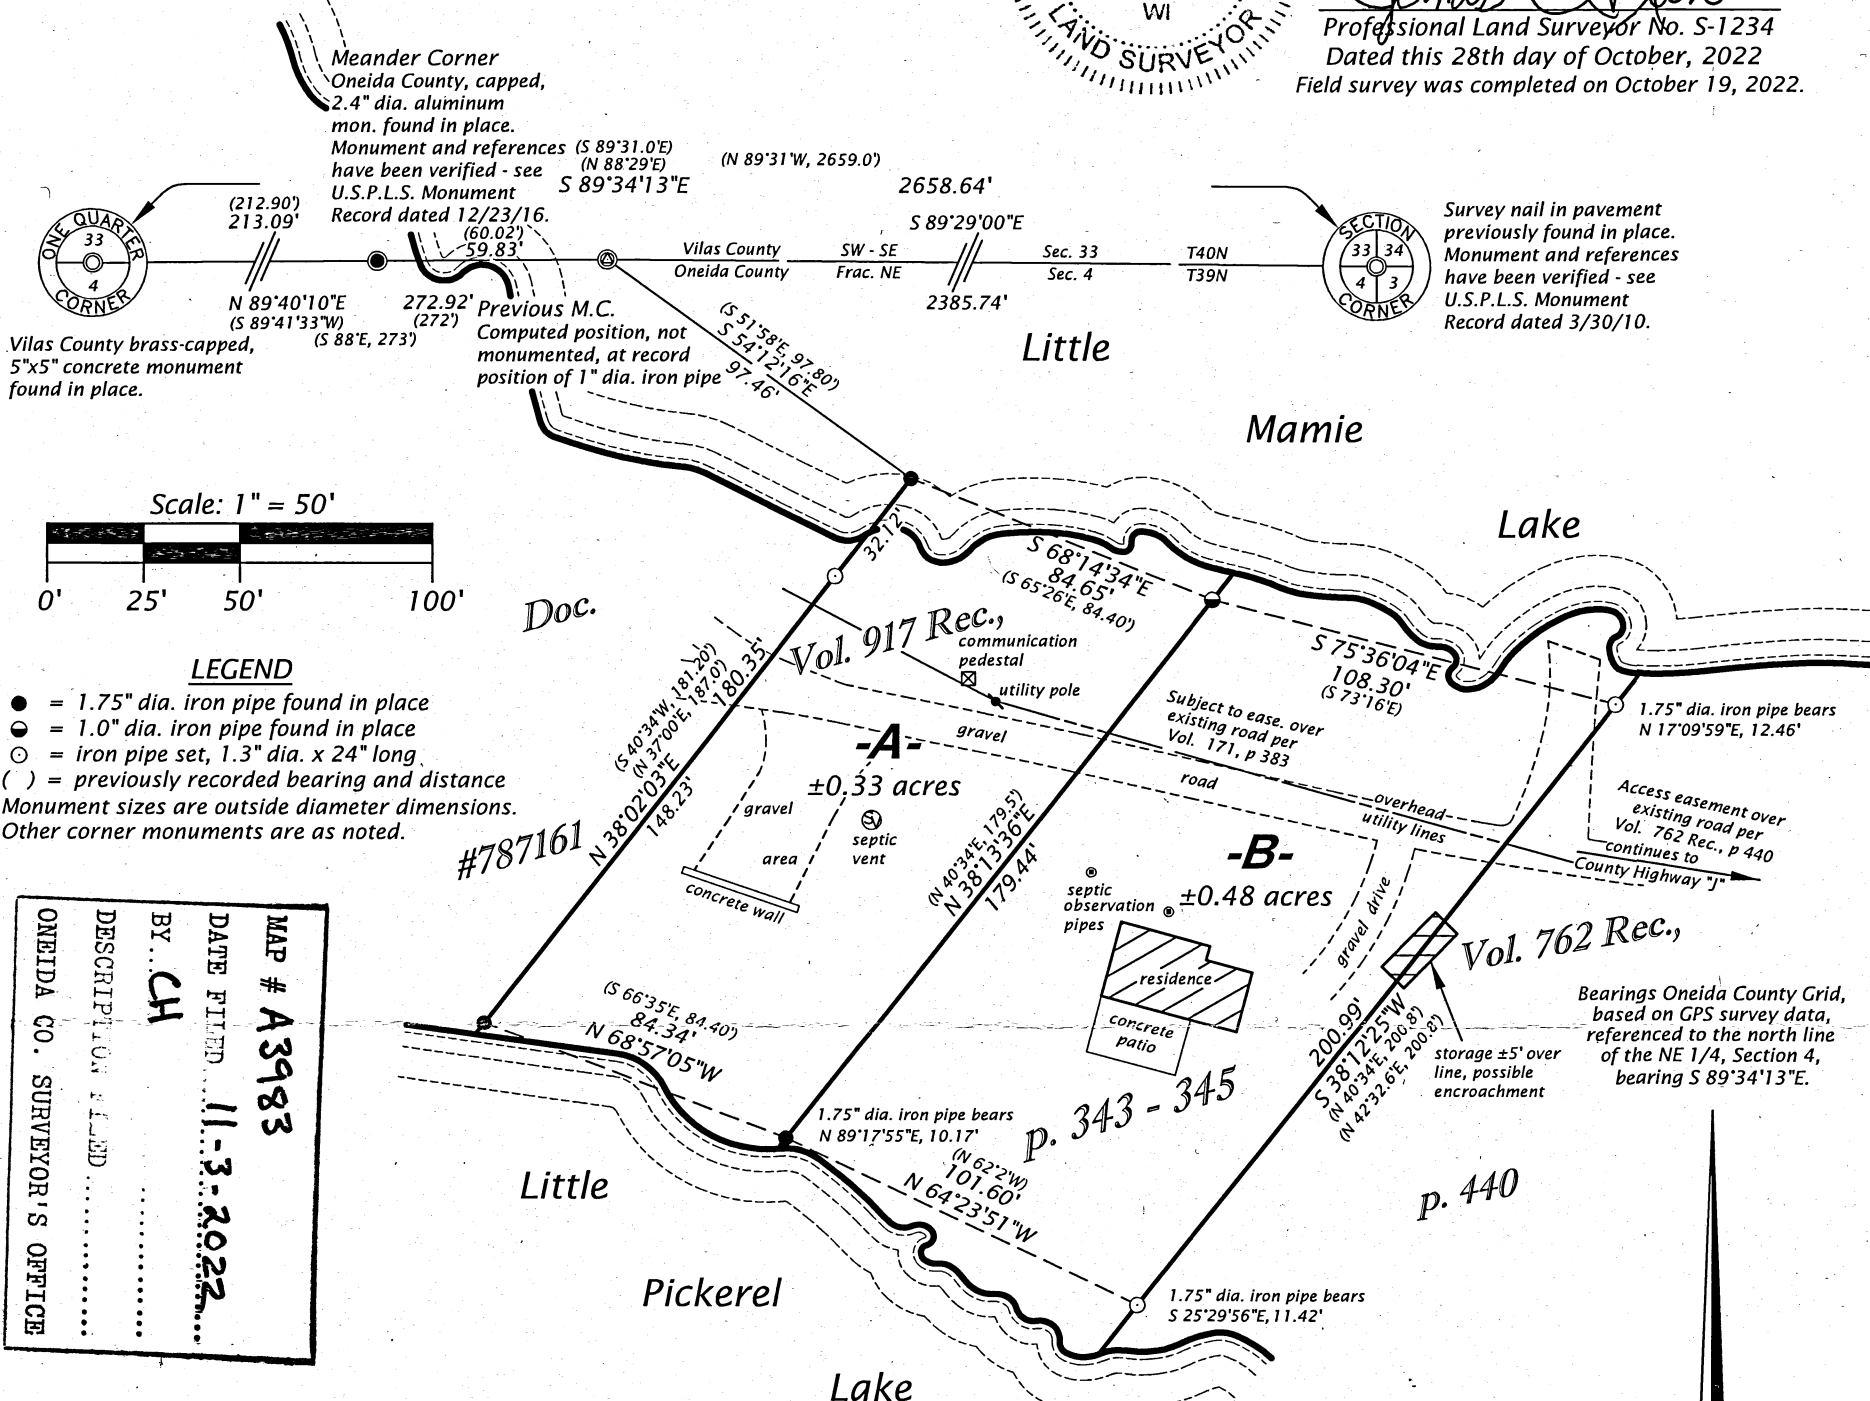 WI
LAND SURVEYOR
Professional Land Surveyor No. S-1234
Dated this 28th day of October, 2022
Field survey was completed on October 19, 2022.
Meander Corner
Oneida County, capped,
2.4" dia. aluminum
mon. found in place.
Monument and references
have been verified - see
U.S.P.L.S. Monument
Record dated 12/23/16.
(S 89°31.0'E)
(N 88°29'E)
S 89°34'13"E
(N 89°31'W, 2659.0')
2658.64'
ONE QUARTER
33
4
CORNER
(212.90')
213.09'
(60.02')
59.83'
N 89°40'10"E
(S 89°41'33"W)
(S 88°E, 273')
272.92'
(272')
Vilas County
Oneida County
SW - SE
Frac. NE
S 89°29'00"E
2385.74'
Sec. 33
Sec. 4
T40N
T39N
SECTION
33 34
4 3
CORNER
Survey nail in pavement
previously found in place.
Monument and references
have been verified - see
U.S.P.L.S. Monument
Record dated 3/30/10.
Vilas County brass-capped,
5"x5" concrete monument
found in place.
Previous M.C.
Computed position, not
monumented, at record
position of 1" dia. iron pipe
(S 51°58'E, 97.80')
S 54°12'16"E
97.46'
Little
Mamie
Lake
Scale: 1" = 50'
0' 25' 50' 100'
LEGEND
= 1.75" dia. iron pipe found in place
= 1.0" dia. iron pipe found in place
= iron pipe set, 1.3" dia. x 24" long
( ) = previously recorded bearing and distance
Monument sizes are outside diameter dimensions.
Other corner monuments are as noted.
Doc.
#787161
32.12'
S 68°14'34"E
84.65'
(S 65°26'E, 84.40')
Vol. 917 Rec.,
communication
pedestal
utility pole
(S 40°34'W, 181.20')
(N 37°00'E, 187.0')
180.35'
N 38°02'03"E
148.23'
-A-
±0.33 acres
gravel
area
septic
vent
SV
concrete wall
gravel
road
Subject to ease. over
existing road per
Vol. 171, p 383
S 75°36'04"E
108.30'
(S 73°16'E)
1.75" dia. iron pipe bears
N 17°09'59"E, 12.46'
overhead
utility lines
Access easement over
existing road per
Vol. 762 Rec., p 440
continues to
County Highway "J"
(N 40°34'E, 179.5')
N 38°13'36"E
179.44'
-B-
±0.48 acres
septic
observation
pipes
gravel drive
residence
concrete
patio
Vol. 762 Rec.,
p. 440
200.99'
S 38°12'25"W
(N 40°34'E, 200.8')
(N 42°32.6'E, 200.8')
storage ±5' over
line, possible
encroachment
Bearings Oneida County Grid,
based on GPS survey data,
referenced to the north line
of the NE 1/4, Section 4,
bearing S 89°34'13"E.
(S 66°35'E, 84.40')
84.34'
N 68°57'05"W
1.75" dia. iron pipe bears
N 89°17'55"E, 10.17'
p. 343 - 345
(N 62°2'W)
101.60'
N 64°23'51"W
1.75" dia. iron pipe bears
S 25°29'56"E, 11.42'
Little
Pickerel
Lake
MAP # A3983
DATE FILED 11-3-2022
BY CH
DESCRIPTION FILED
ONEIDA CO. SURVEYOR'S OFFICE